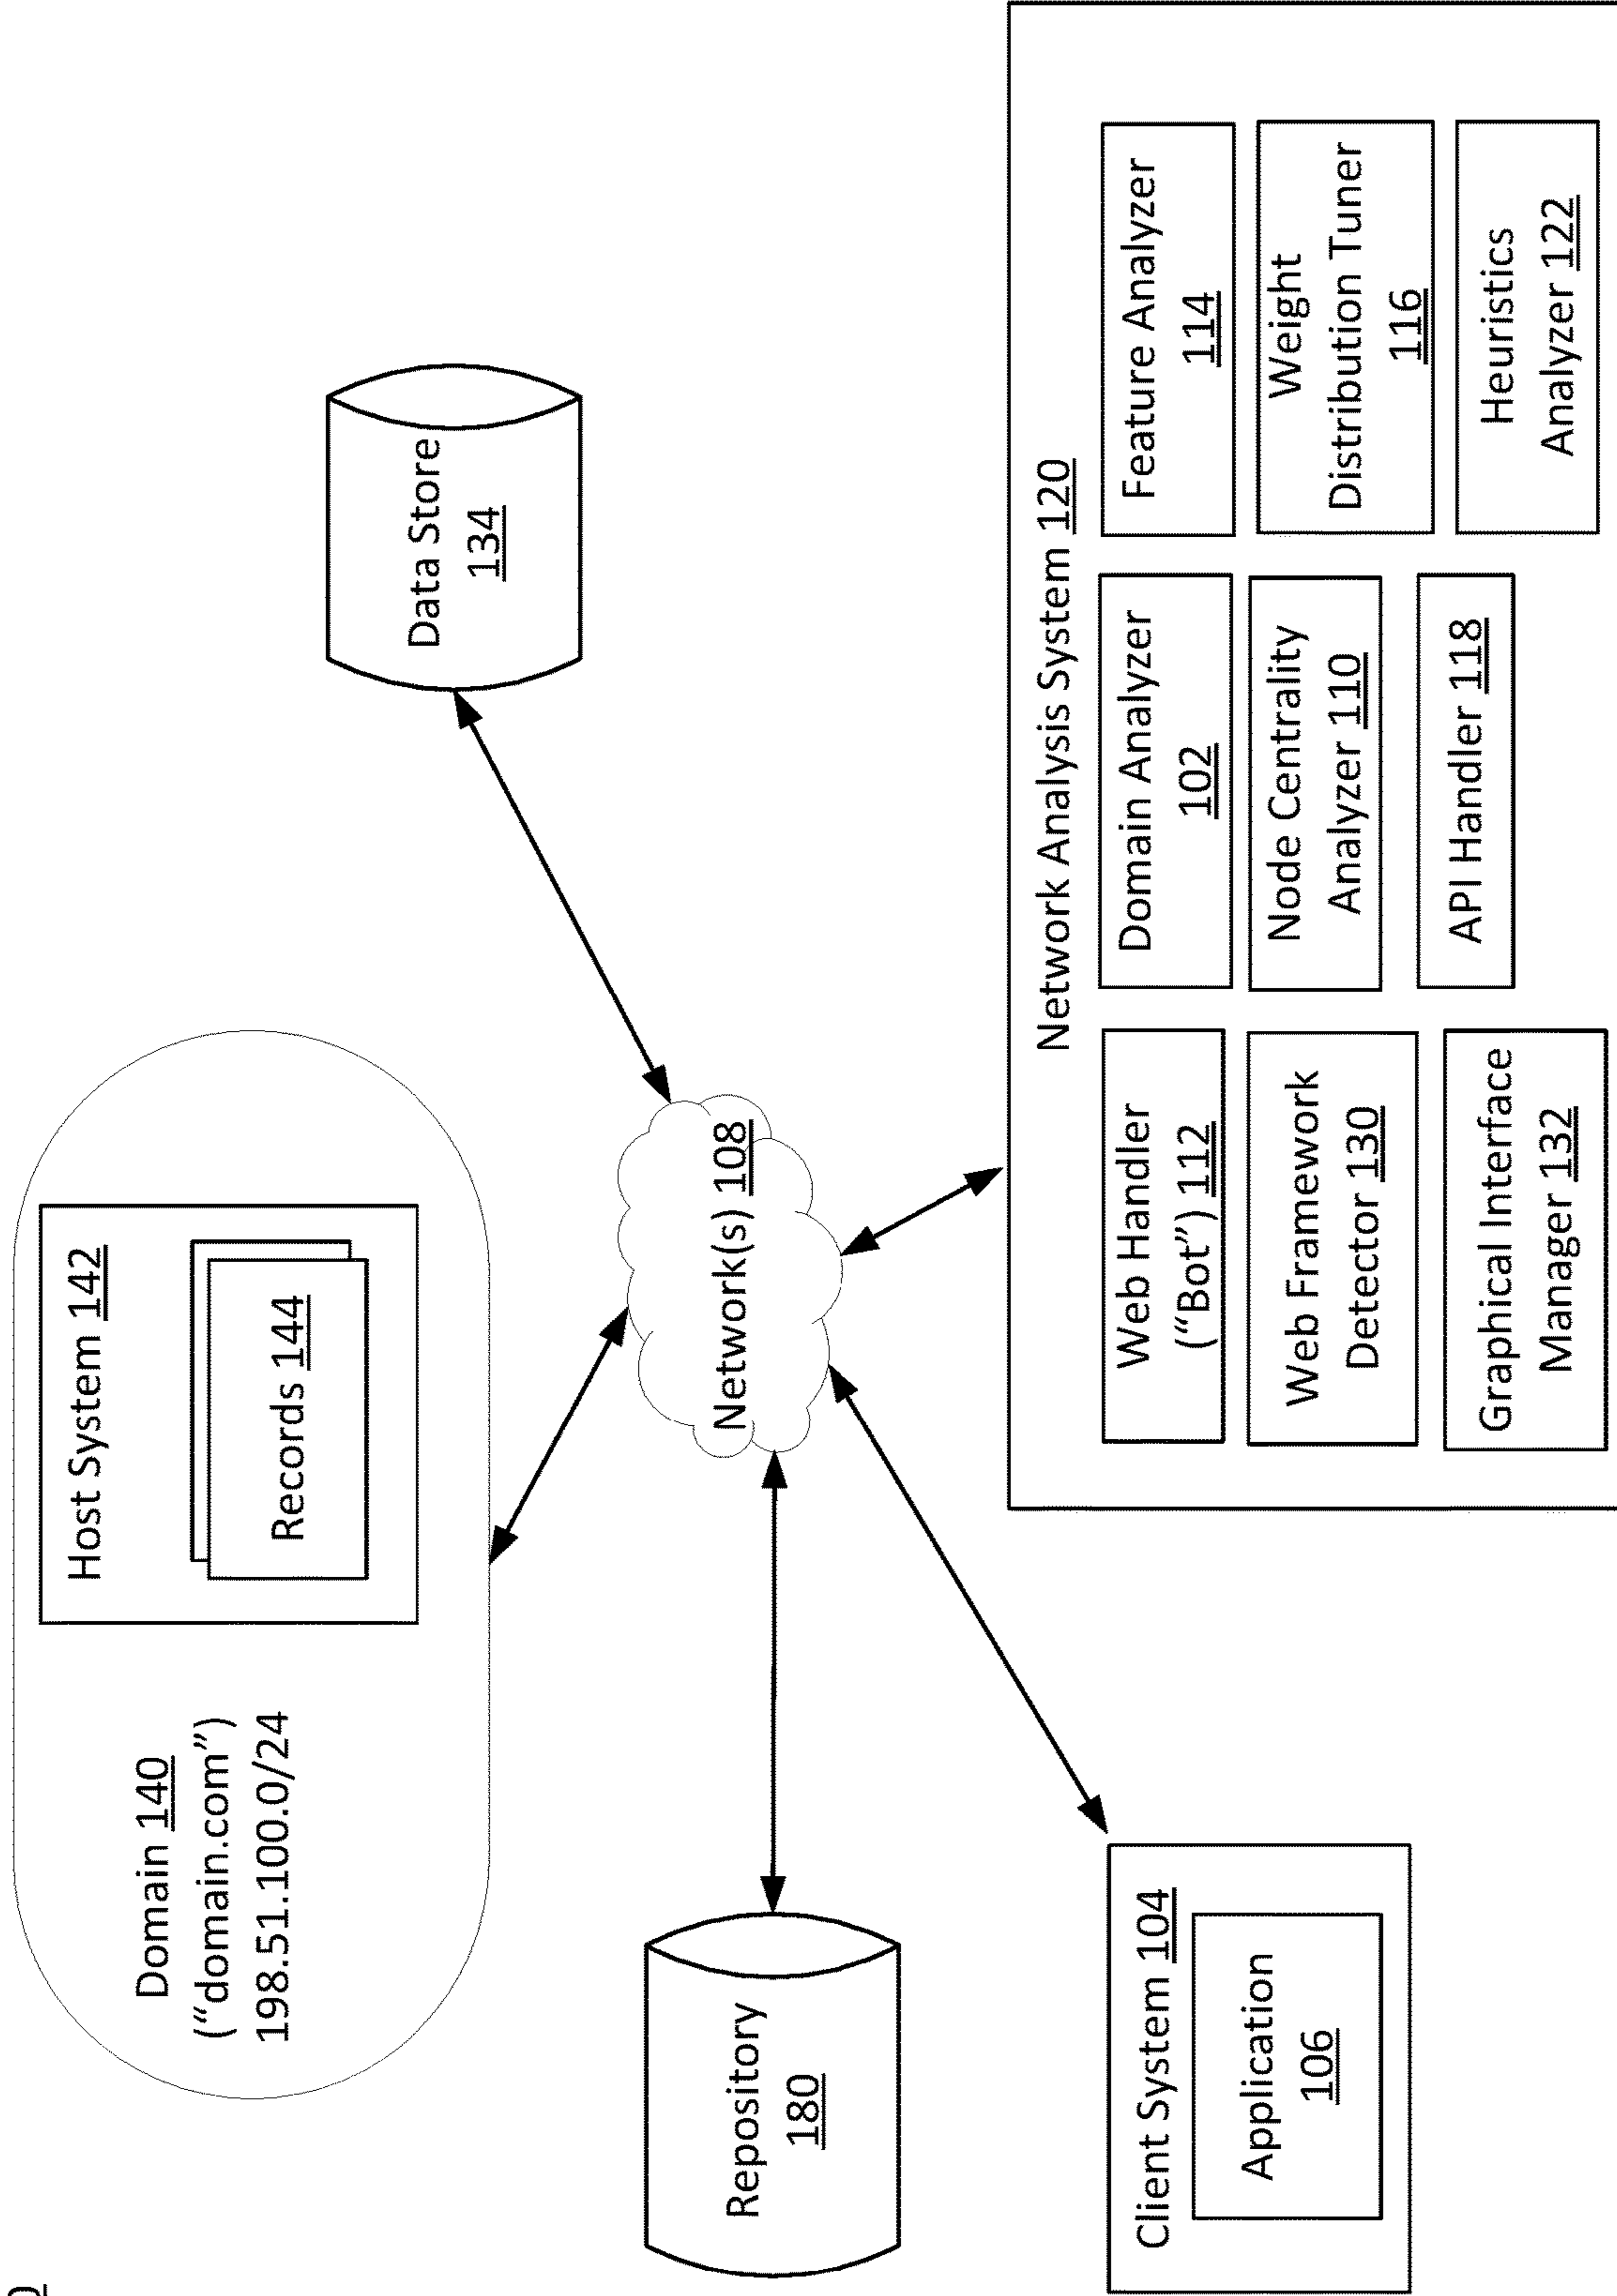 Domain 140
("domain.com")
198.51.100.0/24
Host System 142
Records 144
Data Store
134
Repository
180
Network(s) 108
Client System 104
Application
106
Network Analysis System 120
Web Handler
("Bot") 112
Domain Analyzer
102
Feature Analyzer
114
Web Framework
Detector 130
Node Centrality
Analyzer 110
Weight
Distribution Tuner
116
Graphical Interface
Manager 132
API Handler 118
Heuristics
Analyzer 122